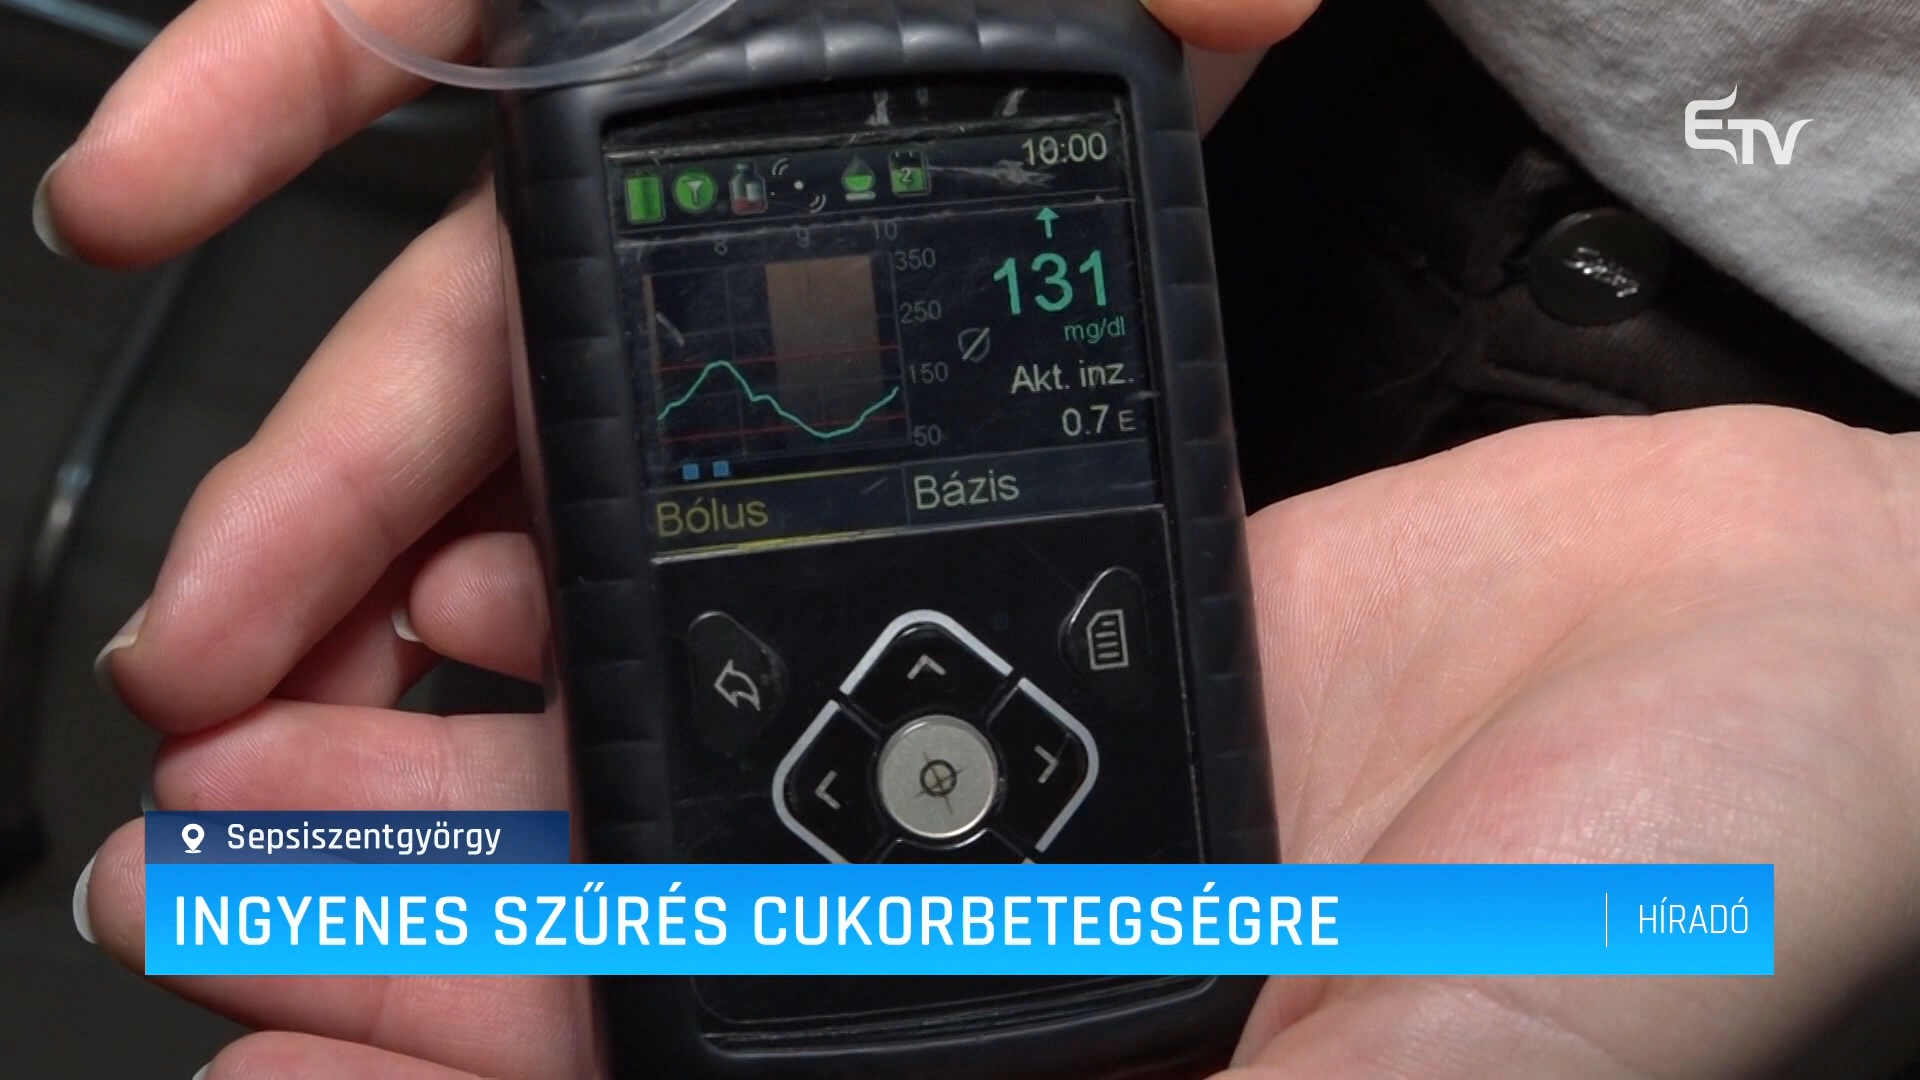 ETV
10:00
2
8 9 10
350
250
150
50
131
mg/dl
Akt. inz.
0.7 E
Bólus
Bázis
Sepsiszentgyörgy
INGYENES SZŰRÉS CUKORBETEGSÉGRE
HÍRADÓ